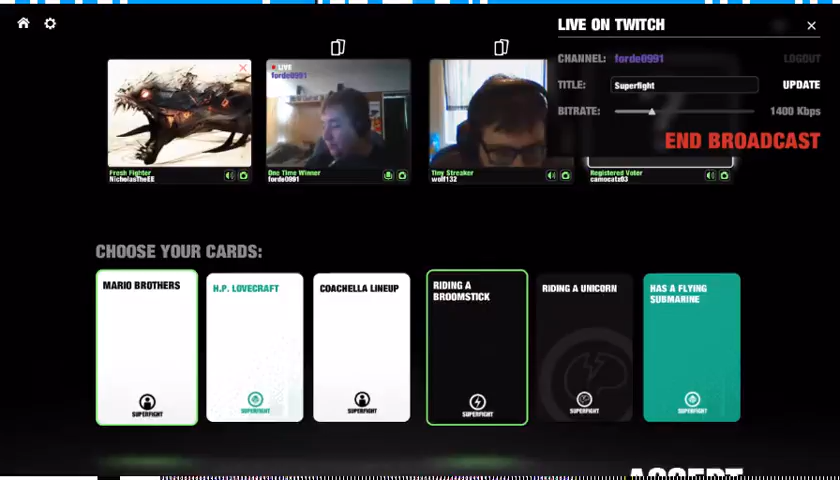 LIVE ON TWITCH
CHANNEL: forde0991 LOGOUT
TITLE: Superfight UPDATE
BITRATE: 1400 Kbps
END BROADCAST
LIVE
forde0991
Fresh Fighter
NicholasTheEE
One Time Winner
forde0991
Tiny Streaker
wolf132
Registered Voter
camocatz93
CHOOSE YOUR CARDS:
MARIO BROTHERS
SUPERFIGHT
H.P. LOVECRAFT
SUPERFIGHT
COACHELLA LINEUP
SUPERFIGHT
RIDING A
BROOMSTICK
SUPERFIGHT
RIDING A UNICORN
SUPERFIGHT
HAS A FLYING
SUBMARINE
SUPERFIGHT
ACCEPT